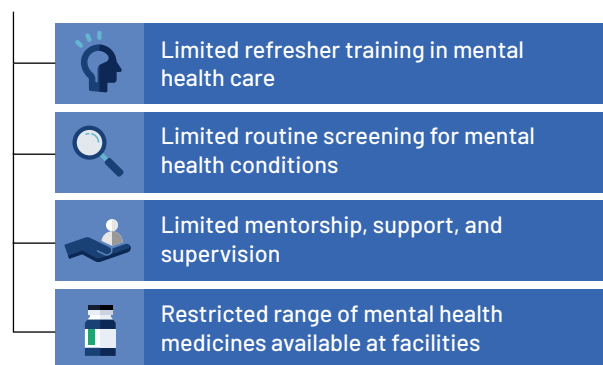 Limited refresher training in mental
health care
Limited routine screening for mental
health conditions
Limited mentorship, support, and
supervision
Restricted range of mental health
medicines available at facilities